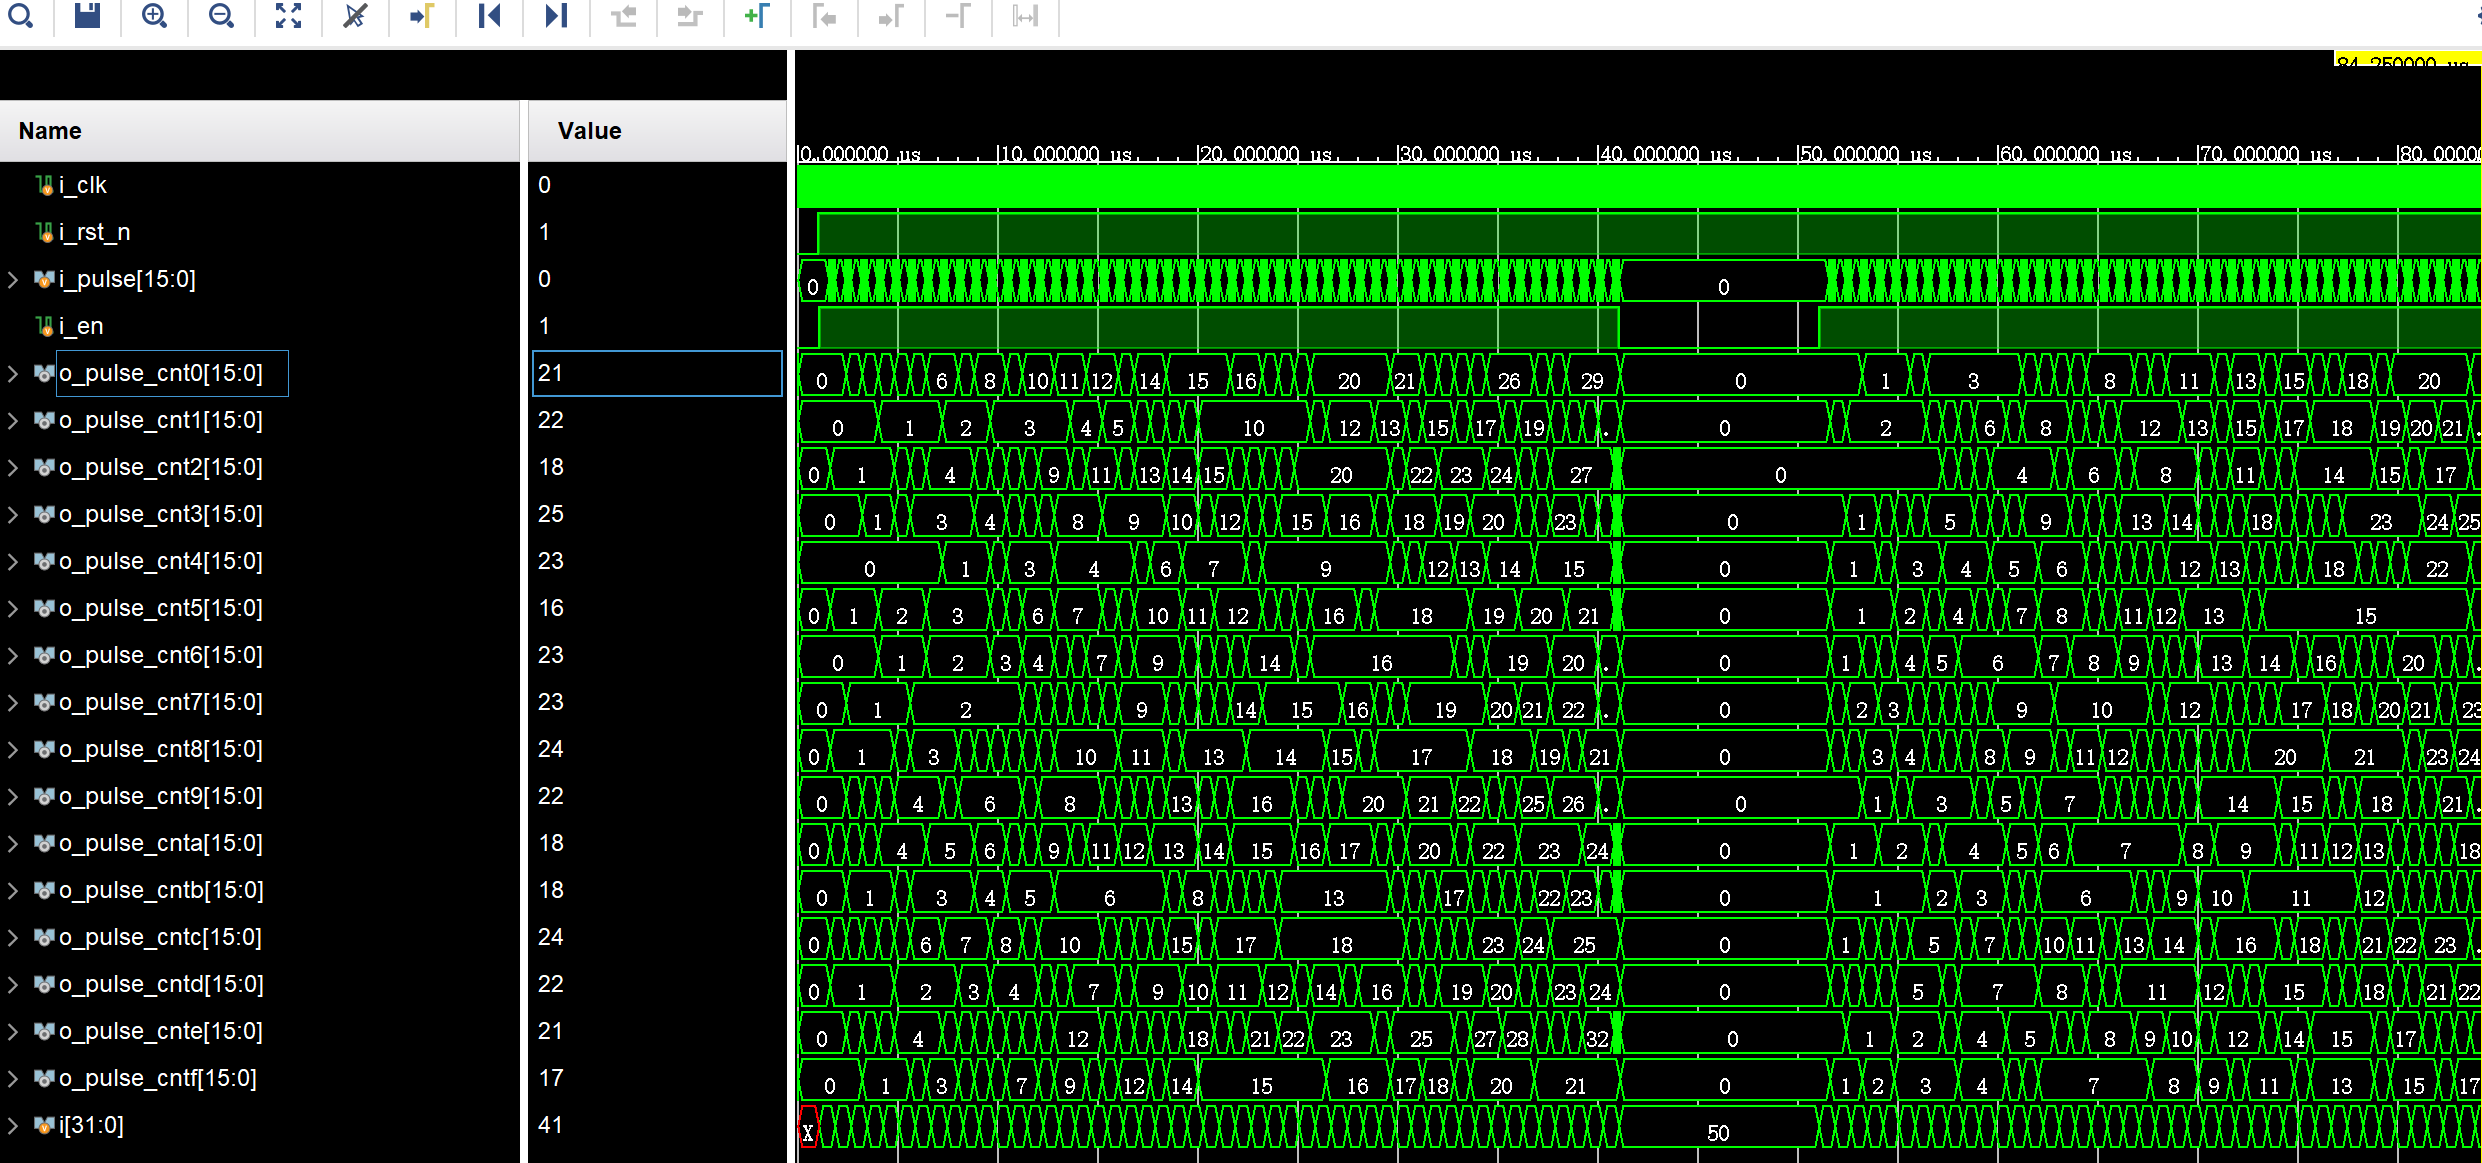 84.250000 us
Name Value
0.000000 us 10.000000 us 20.000000 us 30.000000 us 40.000000 us 50.000000 us 60.000000 us 70.000000 us 80.00000
i_clk 0
i_rst_n 1
i_pulse[15:0] 0 0 0
i_en 1
o_pulse_cnt0[15:0] 21 0 6 8 10 11 12 14 15 16 20 21 26 29 0 1 3 8 11 13 15 18 20
o_pulse_cnt1[15:0] 22 0 1 2 3 4 5 10 12 13 15 17 19 . 0 2 6 8 12 13 15 17 18 19 20 21 .
o_pulse_cnt2[15:0] 18 0 1 4 9 11 13 14 15 20 22 23 24 27 0 4 6 8 11 14 15 17
o_pulse_cnt3[15:0] 25 0 1 3 4 8 9 10 12 15 16 18 19 20 23 0 1 5 9 13 14 18 23 24 25
o_pulse_cnt4[15:0] 23 0 1 3 4 6 7 9 12 13 14 15 0 1 3 4 5 6 12 13 18 22
o_pulse_cnt5[15:0] 16 0 1 2 3 6 7 10 11 12 16 18 19 20 21 0 1 2 4 7 8 11 12 13 15
o_pulse_cnt6[15:0] 23 0 1 2 3 4 7 9 14 16 19 20 . 0 1 4 5 6 7 8 9 13 14 16 20 .
o_pulse_cnt7[15:0] 23 0 1 2 9 14 15 16 19 20 21 22 . 0 2 3 9 10 12 17 18 20 21 23
o_pulse_cnt8[15:0] 24 0 1 3 10 11 13 14 15 17 18 19 21 0 3 4 8 9 11 12 20 21 23 24
o_pulse_cnt9[15:0] 22 0 4 6 8 13 16 20 21 22 25 26 . 0 1 3 5 7 14 15 18 21 .
o_pulse_cnta[15:0] 18 0 4 5 6 9 11 12 13 14 15 16 17 20 22 23 24 0 1 2 4 5 6 7 8 9 11 12 13 18
o_pulse_cntb[15:0] 18 0 1 3 4 5 6 8 13 17 22 23 0 1 2 3 6 9 10 11 12
o_pulse_cntc[15:0] 24 0 6 7 8 10 15 17 18 23 24 25 0 1 5 7 10 11 13 14 16 18 21 22 23 .
o_pulse_cntd[15:0] 22 0 1 2 3 4 7 9 10 11 12 14 16 19 20 23 24 0 5 7 8 11 12 15 18 21 22
o_pulse_cnte[15:0] 21 0 4 12 18 21 22 23 25 27 28 32 0 1 2 4 5 8 9 10 12 14 15 17
o_pulse_cntf[15:0] 17 0 1 3 7 9 12 14 15 16 17 18 20 21 0 1 2 3 4 7 8 9 11 13 15 17
i[31:0] 41 X 50